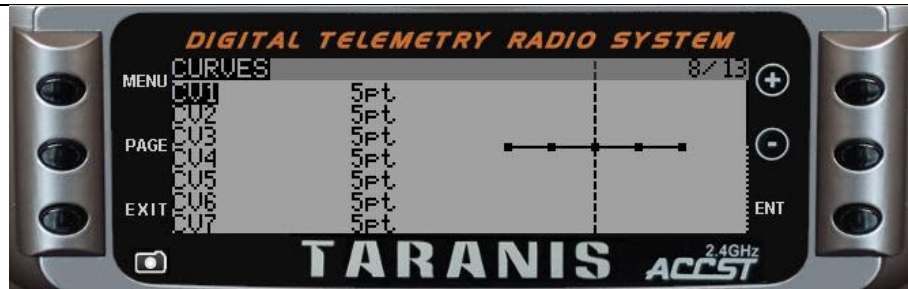 DIGITAL TELEMETRY RADIO SYSTEM
MENU
CURVES 8/13
CV1 5pt
CV2 5pt
CV3 5pt
PAGE
CV4 5pt
CV5 5pt
CV6 5pt
EXIT
ENT
CV7 5pt
TARANIS
2.4GHz
ACCST